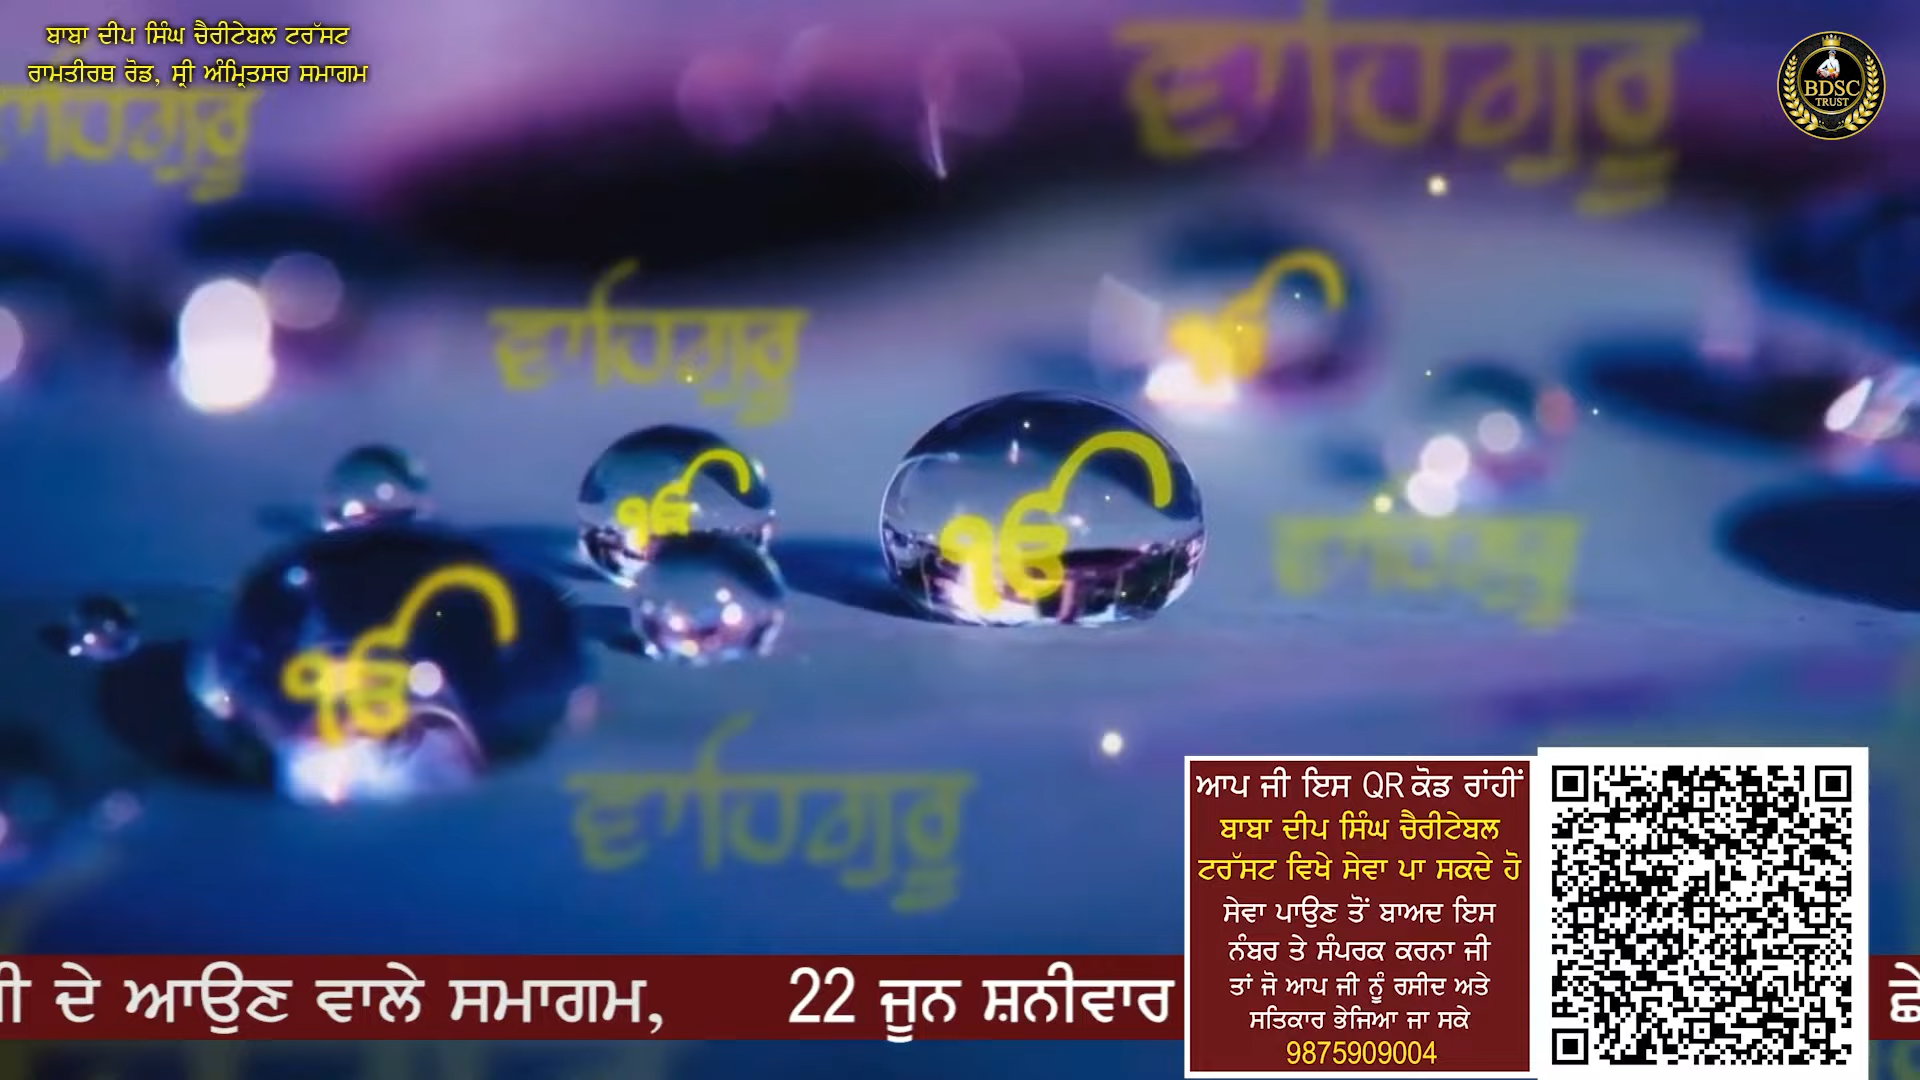 ਬਾਬਾ ਦੀਪ ਸਿੰਘ ਚੈਰੀਟੇਬਲ ਟਰੱਸਟ
ਰਾਮਤੀਰਥ ਰੋਡ, ਸ੍ਰੀ ਅੰਮ੍ਰਿਤਸਰ ਸਮਾਗਮ
BDSC
TRUST
ਵਾਹਿਗੁਰੂ
ਵਾਹਿਗੁਰੂ
ਵਾਹਿਗੁਰੂ
ੴ
ੴ
ੴ
ਵਾਹਿਗੁਰੂ
ੴ
ਵਾਹਿਗੁਰੂ
ਆਪ ਜੀ ਇਸ QR ਕੋਡ ਰਾਂਹੀਂ
ਬਾਬਾ ਦੀਪ ਸਿੰਘ ਚੈਰੀਟੇਬਲ
ਟਰੱਸਟ ਵਿਖੇ ਸੇਵਾ ਪਾ ਸਕਦੇ ਹੋ
ਸੇਵਾ ਪਾਉਣ ਤੋਂ ਬਾਅਦ ਇਸ
ਨੰਬਰ ਤੇ ਸੰਪਰਕ ਕਰਨਾ ਜੀ
ਤਾਂ ਜੋ ਆਪ ਜੀ ਨੂੰ ਰਸੀਦ ਅਤੇ
ਸਤਿਕਾਰ ਭੇਜਿਆ ਜਾ ਸਕੇ
9875909004
ਦੇ ਆਉਣ ਵਾਲੇ ਸਮਾਗਮ, 22 ਜੂਨ ਸ਼ਨੀਵਾਰ